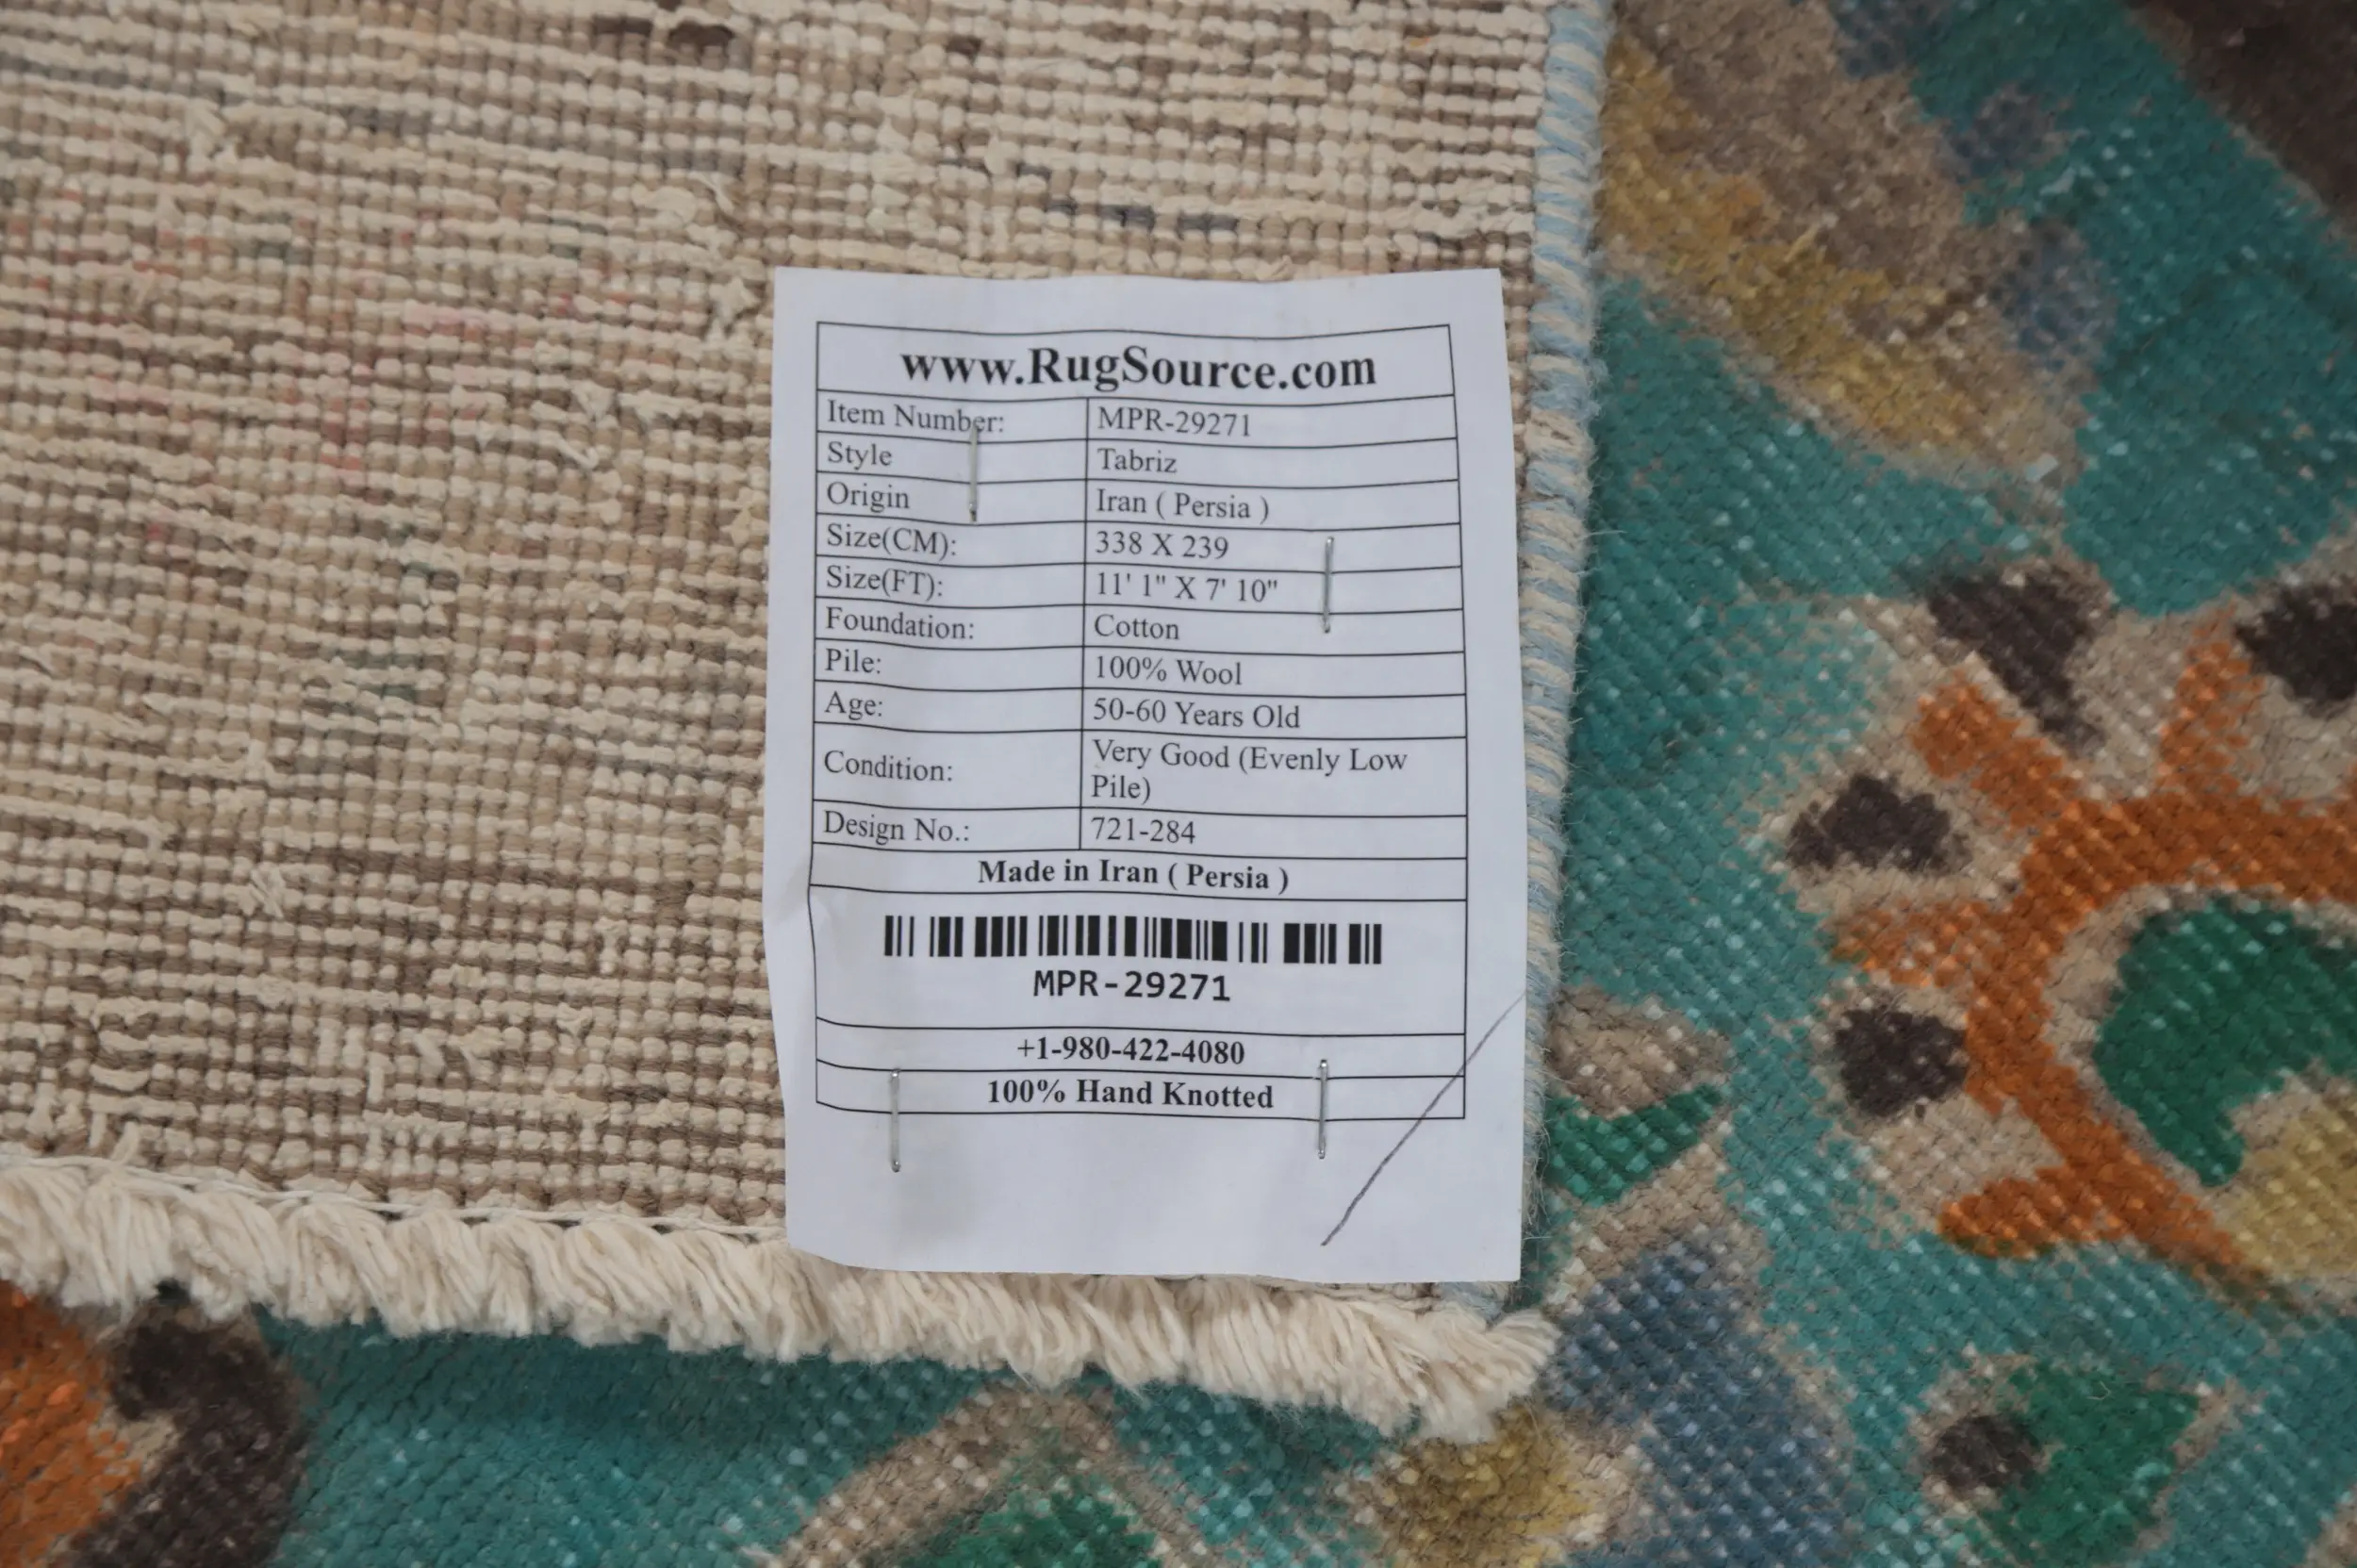 www.RugSource.com
Item Number: MPR-29271
Style Tabriz
Origin Iran ( Persia )
Size(CM): 338 X 239
Size(FT): 11' 1" X 7' 10"
Foundation: Cotton
Pile: 100% Wool
Age: 50-60 Years Old
Condition: Very Good (Evenly Low
Pile)
Design No.: 721-284
Made in Iran ( Persia )
MPR-29271
+1-980-422-4080
100% Hand Knotted